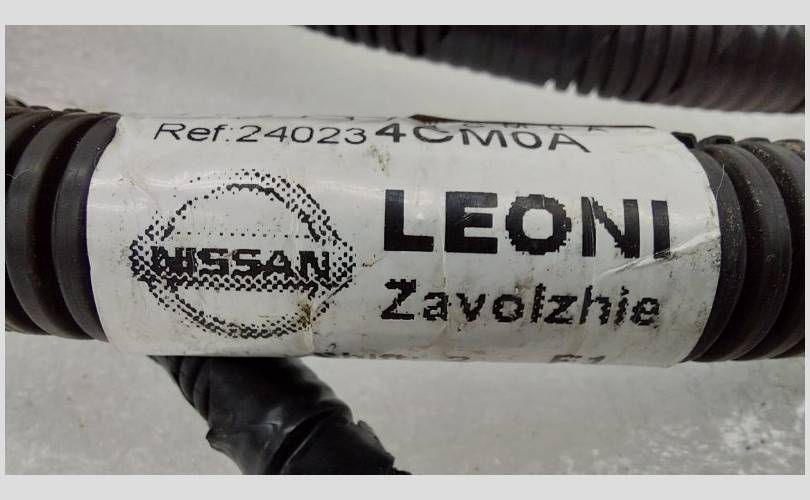 Ref:240234CM0A
NISSAN
LEONI
Zavolzhie